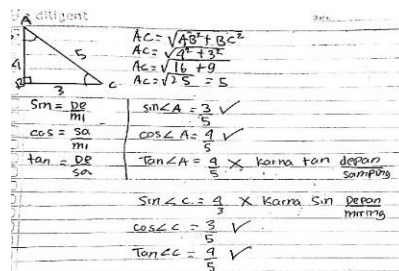 diligent
A
AC = √AB² + BC²
AC = √4² + 3²
AC = √16 + 9
AC = √25 = 5
4
5
B
3
C
Sin = De/mi
sin∠A = 3/5 ✓
cos = sa/mi
cos∠A = 4/5 ✓
tan = De/sa
Tan∠A = 4/5 X karna tan depan/samping
Sin∠C = 4/3 X karna Sin Depan/miring
cos∠C = 3/5 ✓
Tan∠C = 4/5 ✓